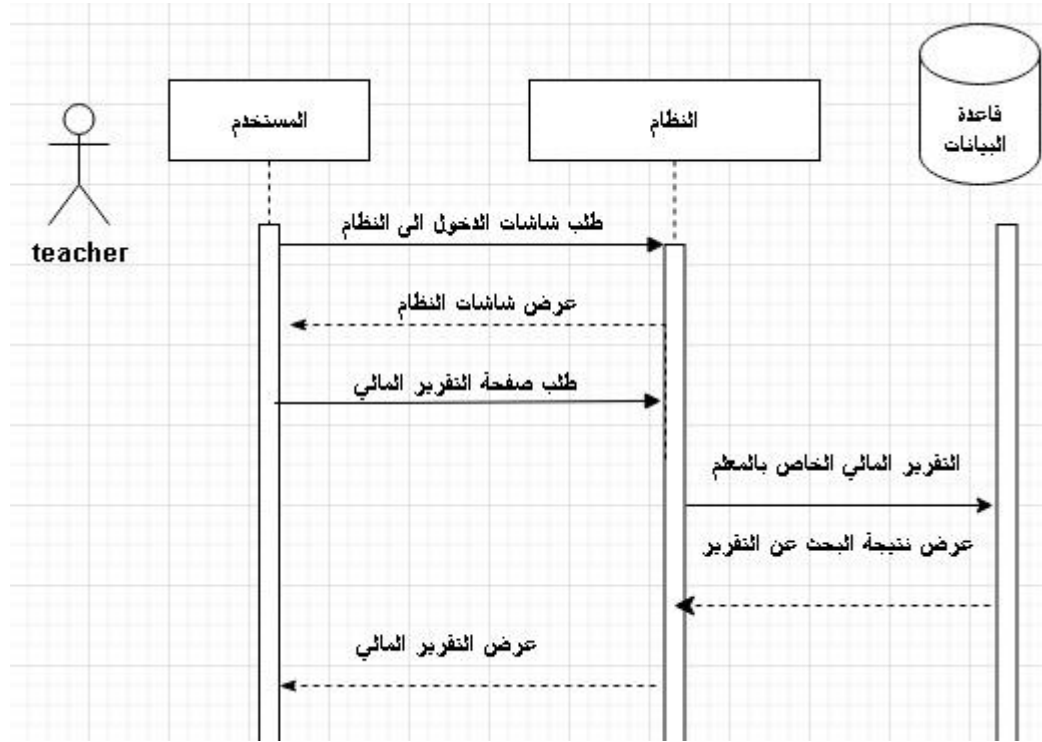 المستخدم
النظام
قاعدة
البيانات
teacher
طلب شاشات الدخول الى النظام
عرض شاشات النظام
طلب صفحة التقرير المالي
التقرير المالي الخاص بالمعلم
عرض نتيجة البحث عن التقرير
عرض التقرير المالي